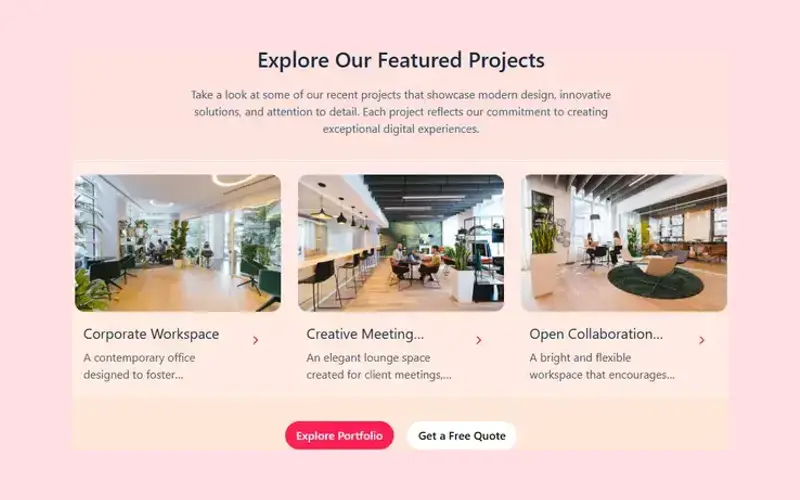 Explore Our Featured Projects
Take a look at some of our recent projects that showcase modern design, innovative
solutions, and attention to detail. Each project reflects our commitment to creating
exceptional digital experiences.
Corporate Workspace
A contemporary office
designed to foster...
Creative Meeting...
An elegant lounge space
created for client meetings,...
Open Collaboration...
A bright and flexible
workspace that encourages...
Explore Portfolio
Get a Free Quote